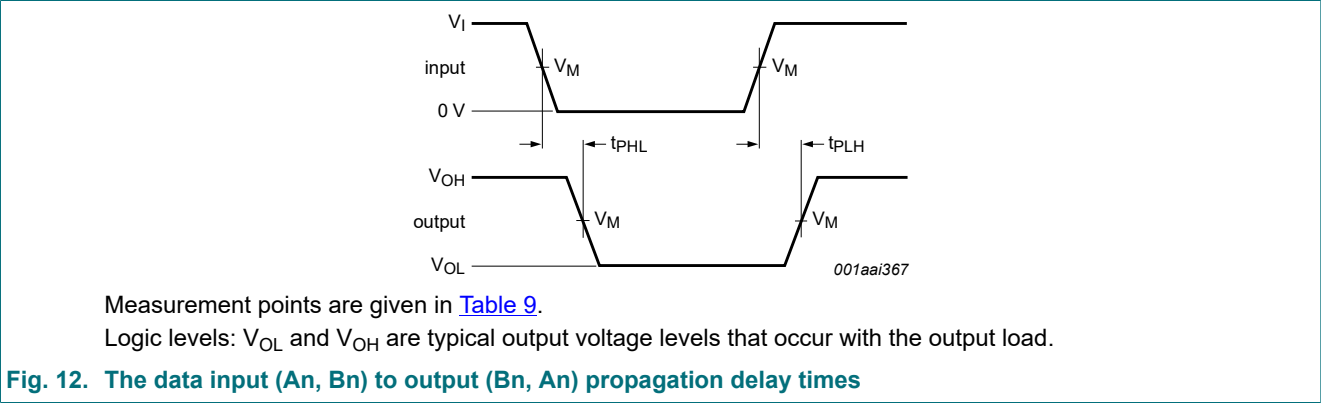 VI
input
VM
VM
0 V
tPHL
tPLH
VOH
output
VM
VM
VOL
001aai367
Measurement points are given in Table 9.
Logic levels: VOL and VOH are typical output voltage levels that occur with the output load.
Fig. 12. The data input (An, Bn) to output (Bn, An) propagation delay times